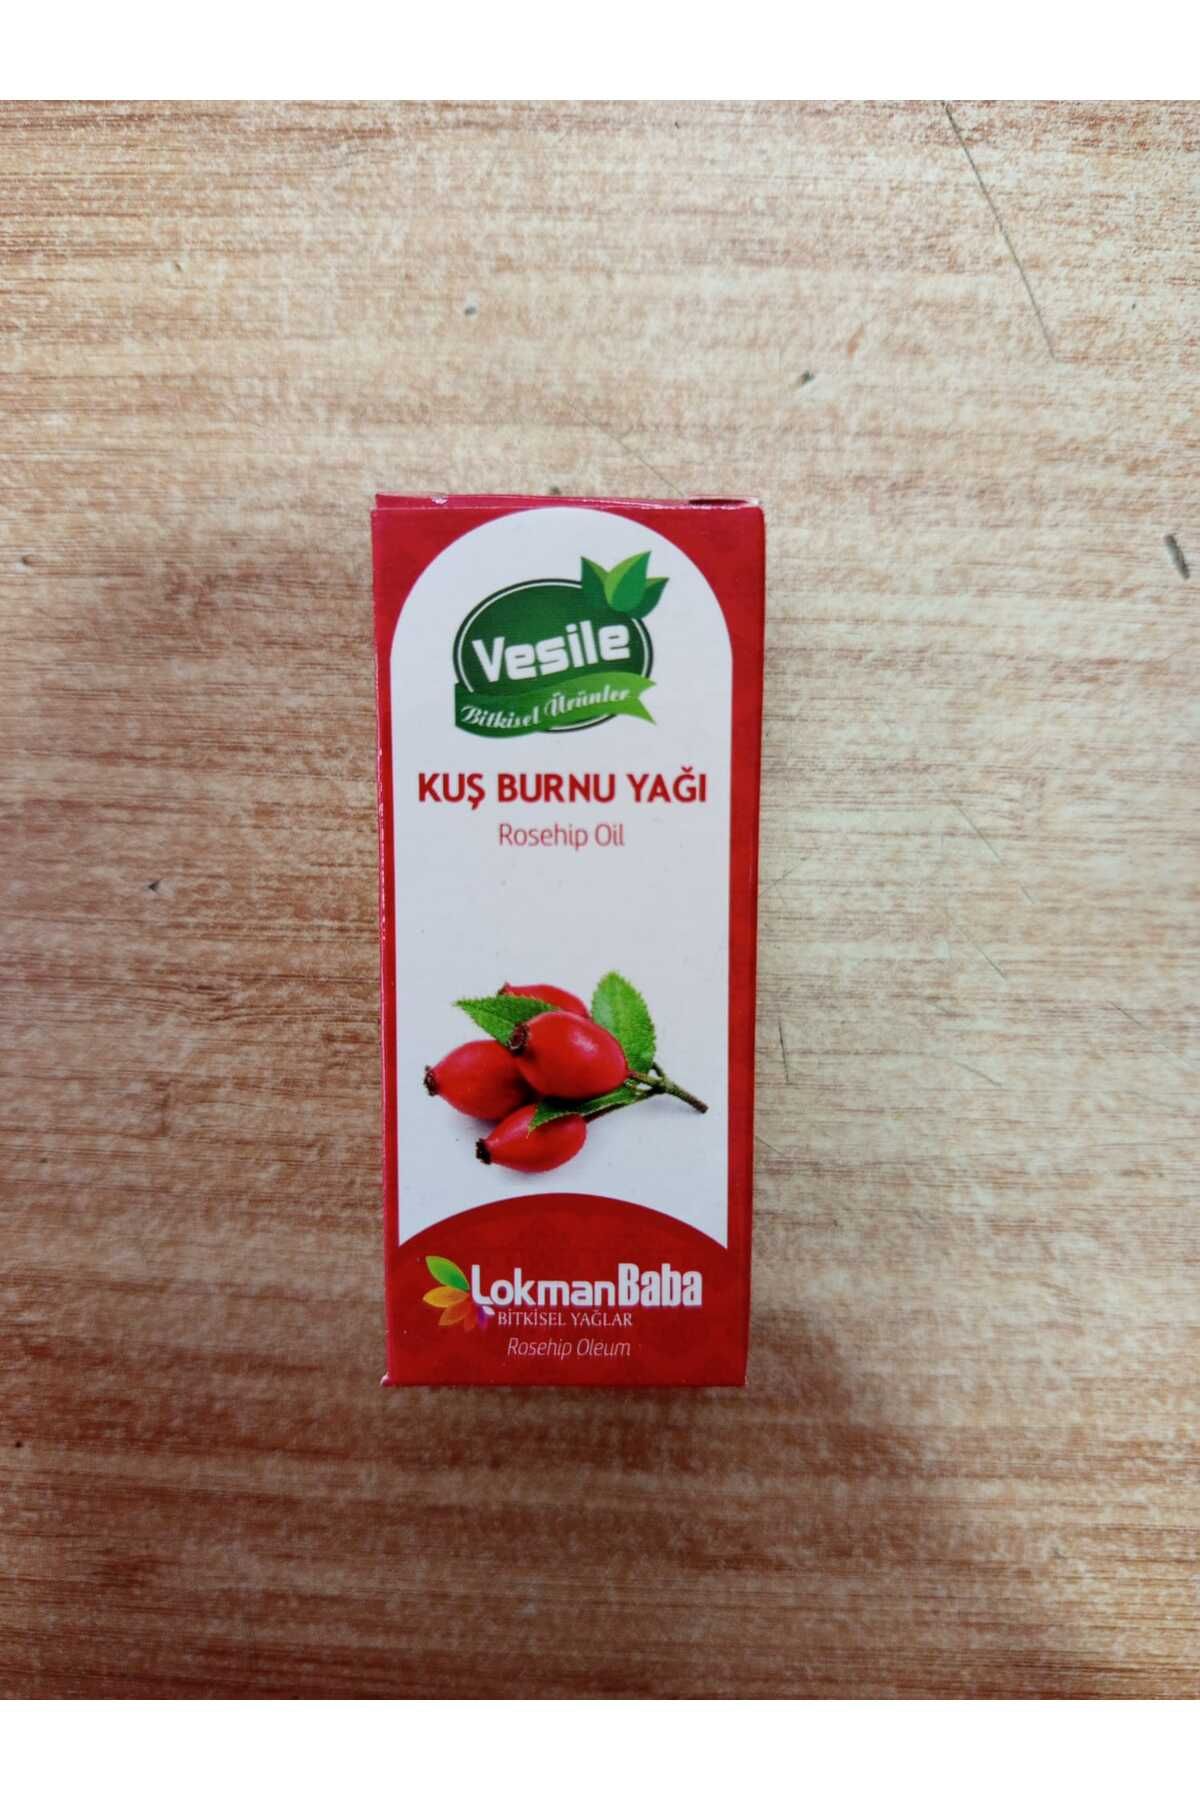 Vesile
Bitkisel Ürünler
KUŞ BURNU YAĞI
Rosehip Oil
LokmanBaba
BİTKİSEL YAĞLAR
Rosehip Oleum